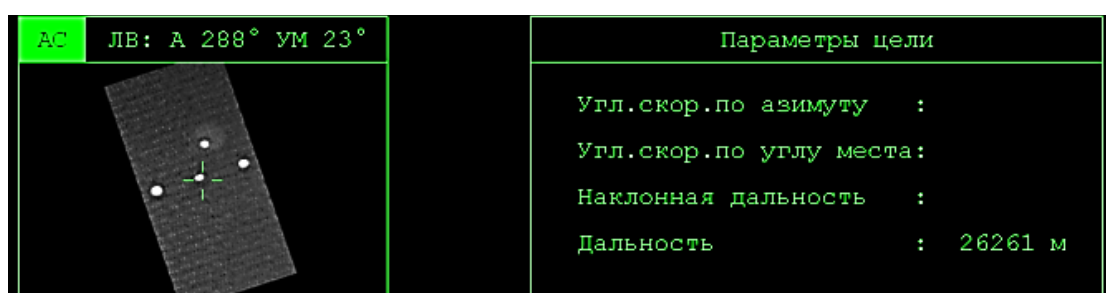 АС ЛВ: А 288° УМ 23°
Параметры цели
Угл.скор.по азимуту :
Угл.скор.по углу места:
Наклонная дальность :
Дальность : 26261 м